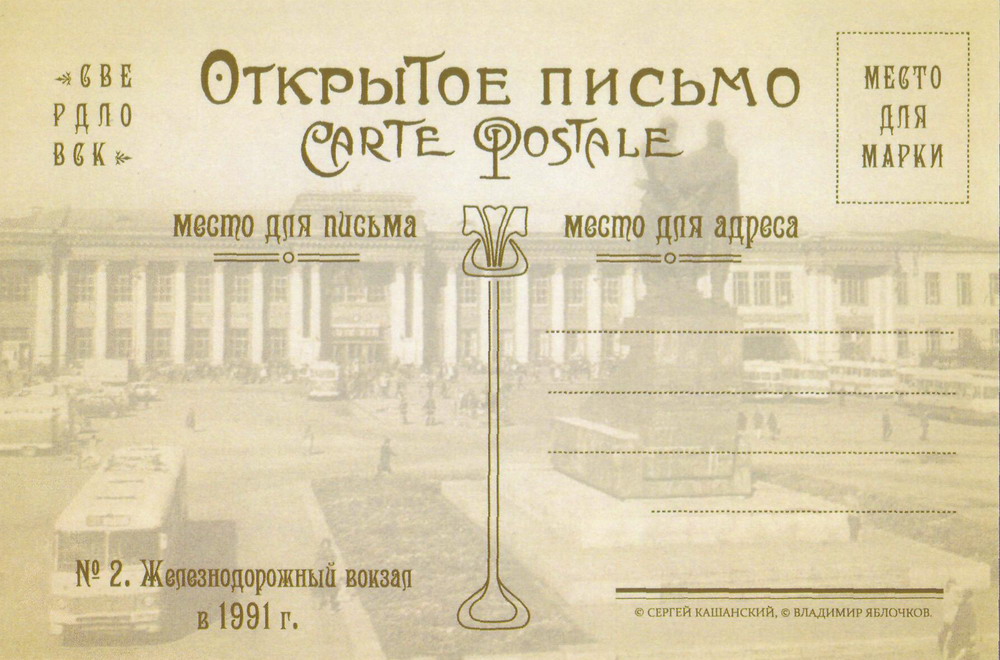 СВЕ
РДЛО
ВСК
Открытое письмо
Carte Postale
МЕСТО
ДЛЯ
МАРКИ
место для письма
место для адреса
№ 2. Железнодорожный вокзал
в 1991 г.
© СЕРГЕЙ КАШАНСКИЙ, © ВЛАДИМИР ЯБЛОЧКОВ.